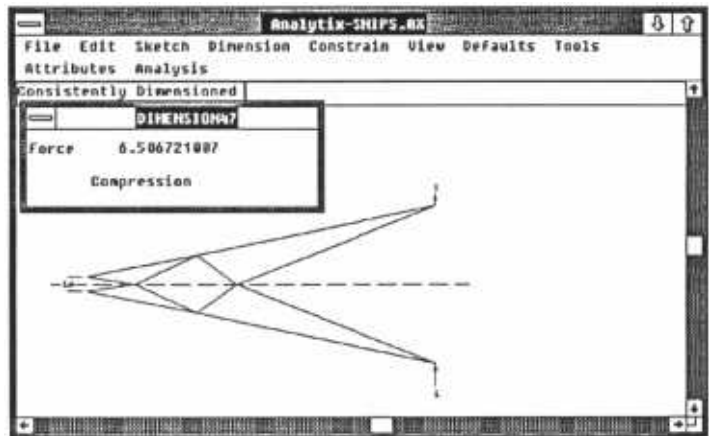 Analytix-SNIPS.AX
File Edit Sketch Dimension Constrain View Defaults Tools
Attributes Analysis
Consistently Dimensioned
DIMENSION47
Force 6.506721007
Compression